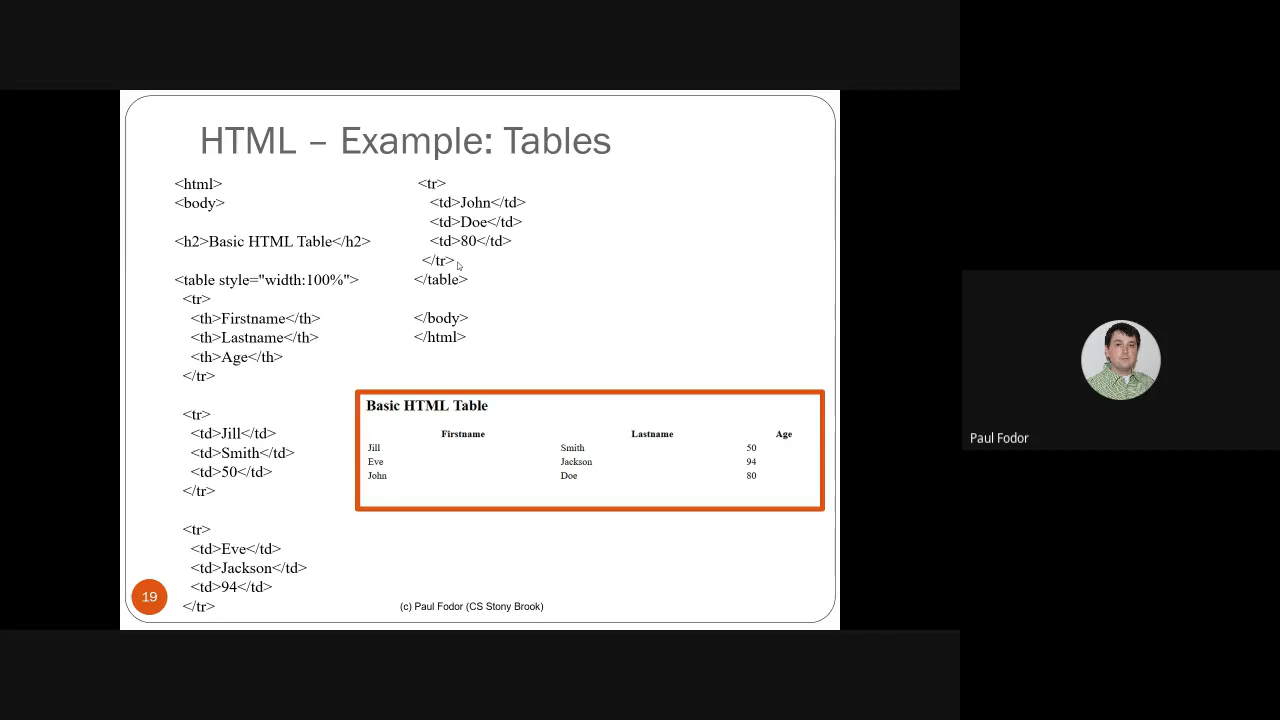 HTML – Example: Tables
<html>
<body>
<h2>Basic HTML Table</h2>
<table style="width:100%">
<tr>
<th>Firstname</th>
<th>Lastname</th>
<th>Age</th>
</tr>
<tr>
<td>Jill</td>
<td>Smith</td>
<td>50</td>
</tr>
<tr>
<td>Eve</td>
<td>Jackson</td>
<td>94</td>
</tr>
<tr>
<td>John</td>
<td>Doe</td>
<td>80</td>
</tr>
</table>
</body>
</html>
Basic HTML Table
Firstname Lastname Age
Jill Smith 50
Eve Jackson 94
John Doe 80
19
(c) Paul Fodor (CS Stony Brook)
Paul Fodor